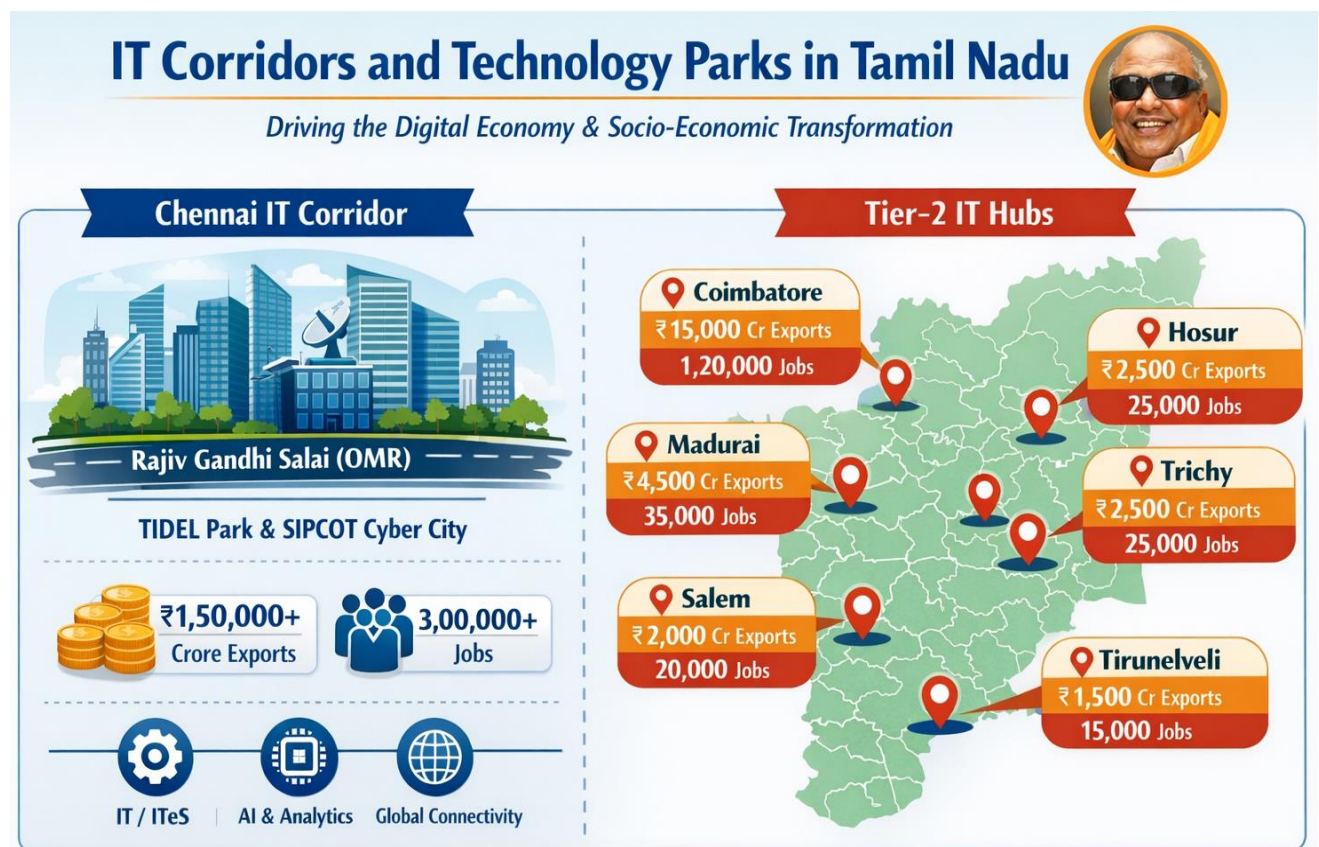 IT Corridors and Technology Parks in Tamil Nadu
Driving the Digital Economy & Socio-Economic Transformation
Chennai IT Corridor
Rajiv Gandhi Salai (OMR)
TIDEL Park & SIPCOT Cyber City
₹1,50,000+
Crore Exports
3,00,000+
Jobs
IT / ITeS
AI & Analytics
Global Connectivity
Tier-2 IT Hubs
Coimbatore
₹15,000 Cr Exports
1,20,000 Jobs
Hosur
₹2,500 Cr Exports
25,000 Jobs
Madurai
₹4,500 Cr Exports
35,000 Jobs
Trichy
₹2,500 Cr Exports
25,000 Jobs
Salem
₹2,000 Cr Exports
20,000 Jobs
Tirunelveli
₹1,500 Cr Exports
15,000 Jobs